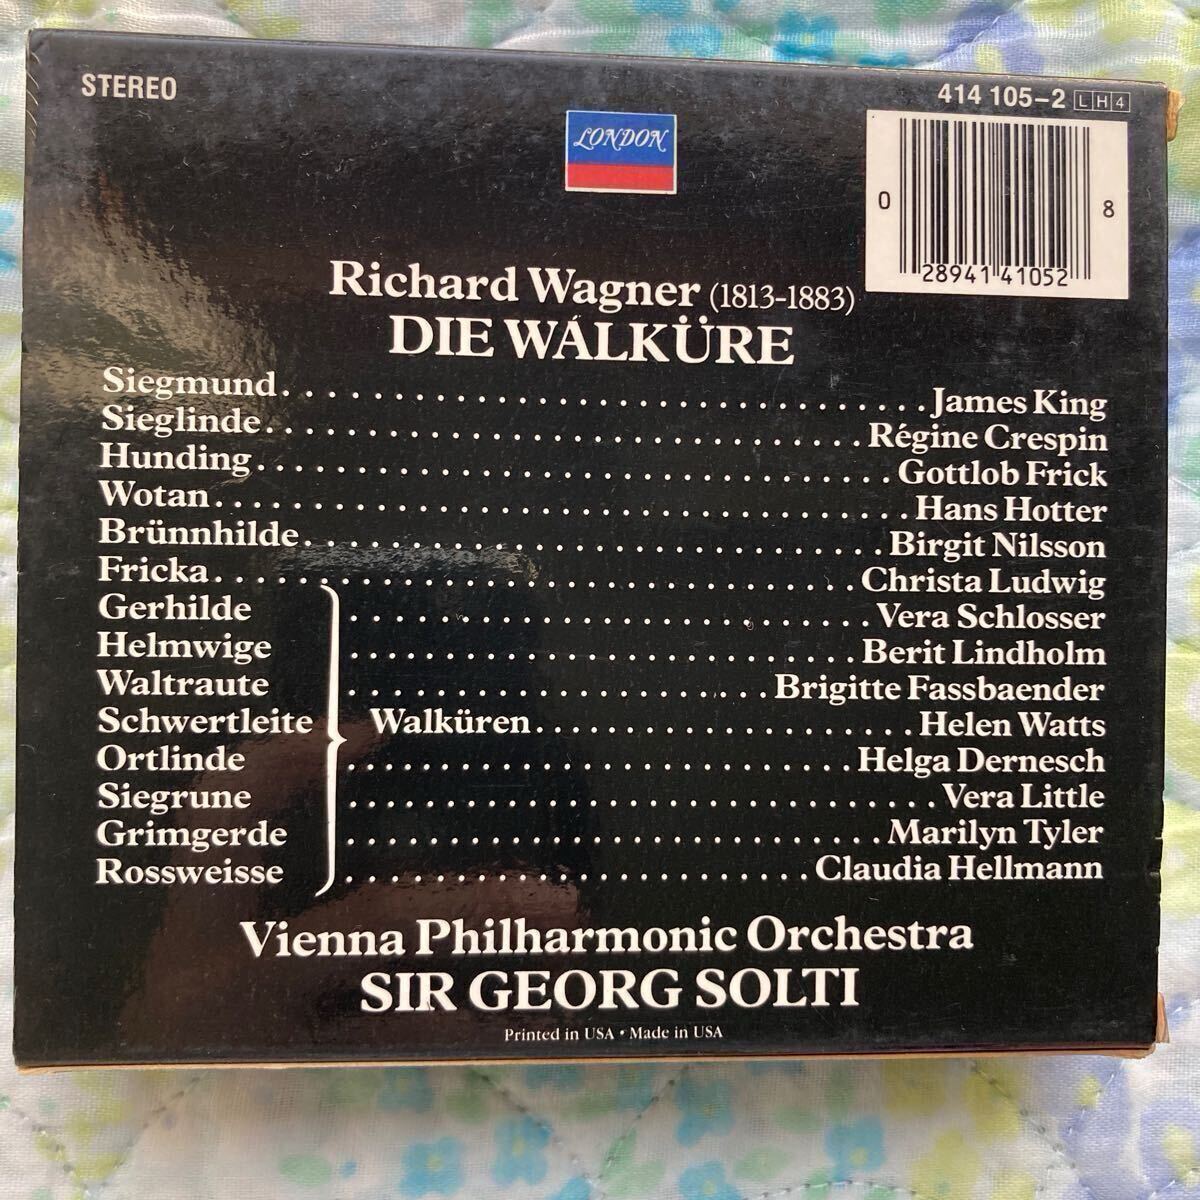 STEREO
414 105-2 LH4
LONDON
0
28941 41052
8
Richard Wagner (1813-1883)
DIE WÁLKÜRE
Siegmund. . . . . . . . . . . . . . . . . . . . . . . . . . . . . . James King
Sieglinde. . . . . . . . . . . . . . . . . . . . . . . . . . . . Régine Crespin
Hunding. . . . . . . . . . . . . . . . . . . . . . . . . . . . . Gottlob Frick
Wotan. . . . . . . . . . . . . . . . . . . . . . . . . . . . . . . Hans Hotter
Brünnhilde. . . . . . . . . . . . . . . . . . . . . . . . . . . Birgit Nilsson
Fricka. . . . . . . . . . . . . . . . . . . . . . . . . . . . . Christa Ludwig
Gerhilde . . . . . . . . . . . . . . . . . . . . . . . . . . Vera Schlosser
Helmwige . . . . . . . . . . . . . . . . . . . . . . . . . Berit Lindholm
Waltraute . . . . . . . . . . . . . . . . . . . . . Brigitte Fassbaender
Schwertleite Walküren. . . . . . . . . . . . . . . . . Helen Watts
Ortlinde . . . . . . . . . . . . . . . . . . . . . . . . . Helga Dernesch
Siegrune . . . . . . . . . . . . . . . . . . . . . . . . . . . . Vera Little
Grimgerde . . . . . . . . . . . . . . . . . . . . . . . . . Marilyn Tyler
Rossweisse . . . . . . . . . . . . . . . . . . . . . . Claudia Hellmann
Vienna Philharmonic Orchestra
SIR GEORG SOLTI
Printed in USA • Made in USA